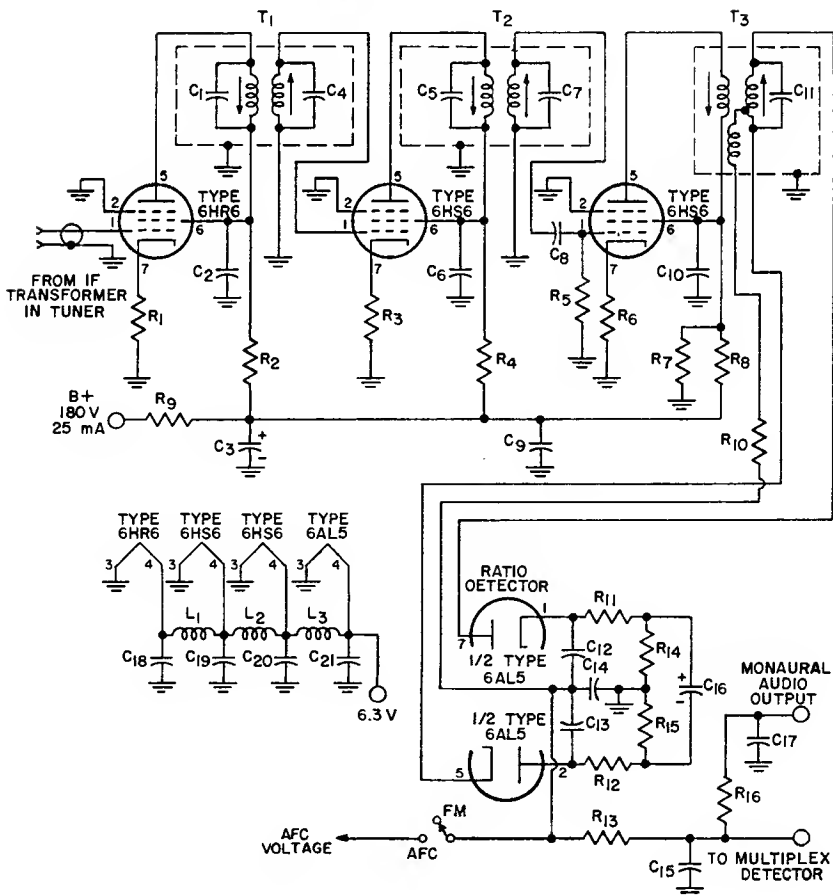 T1 T2 T3
C1 C4 C5 C7 C11
5 5 5
TYPE
6HR6
TYPE
6HS6
TYPE
6HS6
2 1 6 7
2 1 6 7
2 1 6 7
FROM IF
TRANSFORMER
IN TUNER
C2 C6 C8 C10
R1 R3 R5 R6
R2 R4 R7 R8
B+
180 V
25 mA
R9
C3 + -
C9
R10
TYPE
6HR6
TYPE
6HS6
TYPE
6HS6
TYPE
6AL5
3 4 3 4 3 4 3 4
L1 L2 L3
C18 C19 C20 C21
6.3 V
RATIO
DETECTOR
7 1
1/2 TYPE
6AL5
R11
C12 C14 R14
+ - C16
1/2 TYPE
6AL5
C13 R15
5 2
R12
MONAURAL
AUDIO
OUTPUT
C17
R16
FM
AFC
VOLTAGE
AFC
R13
C15
TO MULTIPLEX
DETECTOR